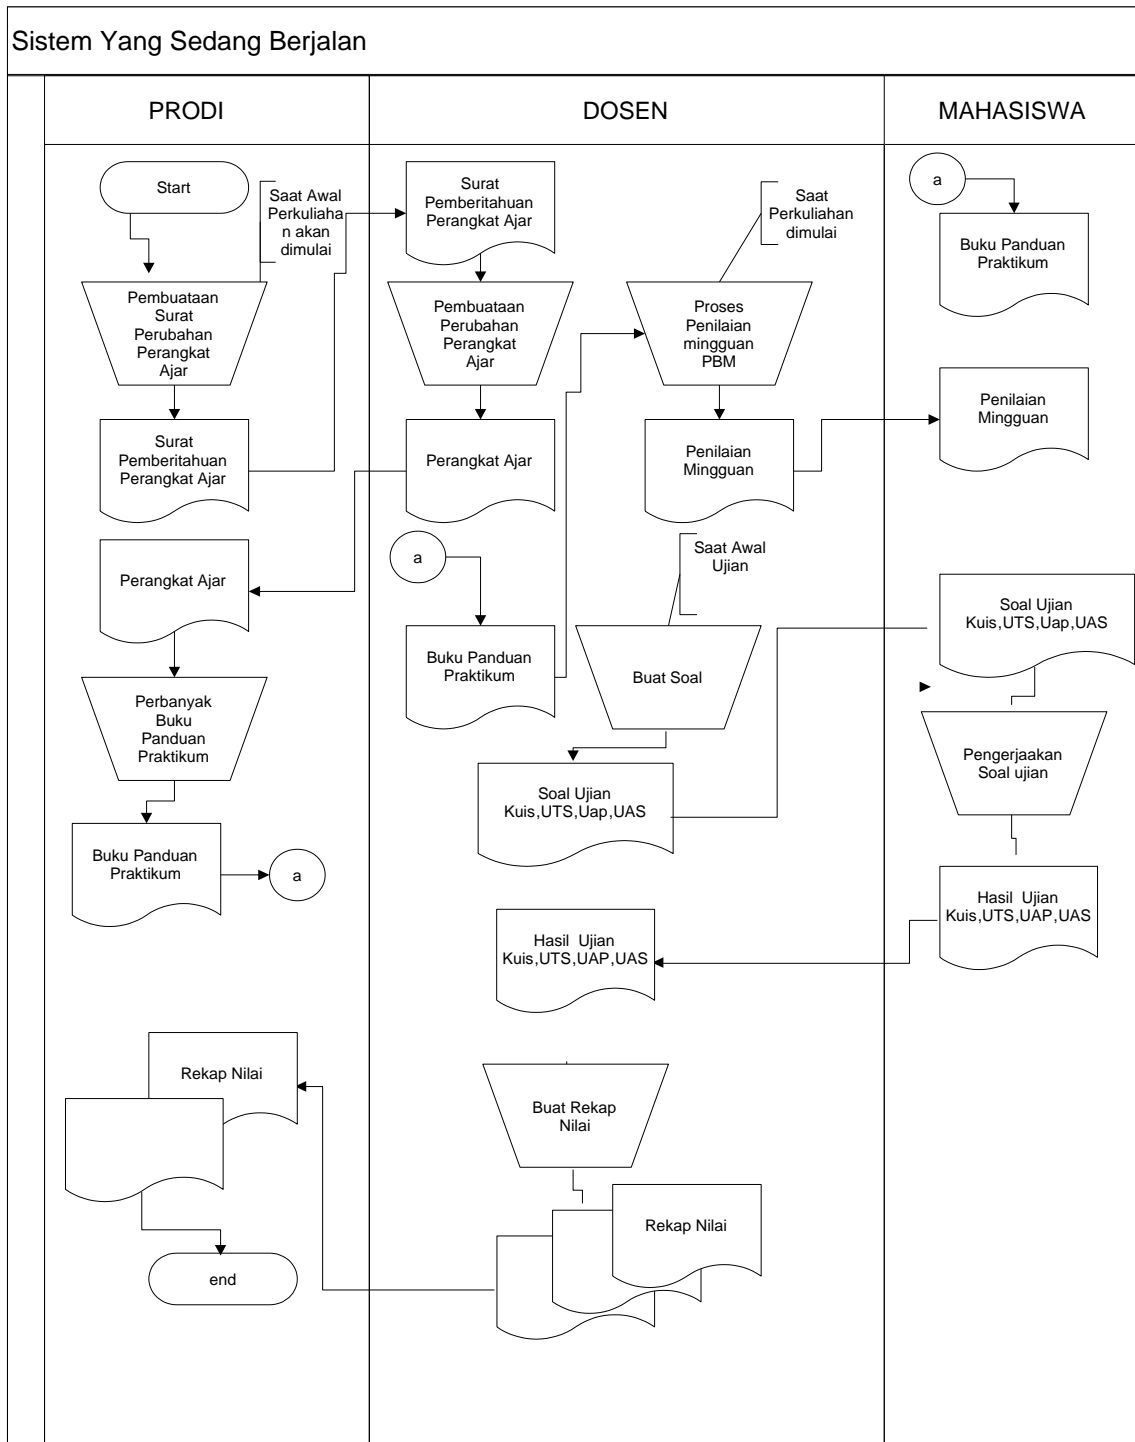 Sistem Yang Sedang Berjalan
PRODI
DOSEN
MAHASISWA
Start
Saat Awal
Perkuliaha
n akan
dimulai
Pembuataan
Surat
Perubahan
Perangkat
Ajar
Surat
Pemberitahuan
Perangkat Ajar
Perangkat Ajar
Perbanyak
Buku
Panduan
Praktikum
Buku Panduan
Praktikum
a
Rekap Nilai
end
Surat
Pemberitahuan
Perangkat Ajar
Pembuataan
Perubahan
Perangkat
Ajar
Perangkat Ajar
a
Buku Panduan
Praktikum
Saat
Perkuliahan
dimulai
Proses
Penilaian
mingguan
PBM
Penilaian
Mingguan
Saat Awal
Ujian
Buat Soal
Soal Ujian
Kuis,UTS,Uap,UAS
Hasil  Ujian
Kuis,UTS,UAP,UAS
Buat Rekap
Nilai
Rekap Nilai
a
Buku Panduan
Praktikum
Penilaian
Mingguan
Soal Ujian
Kuis,UTS,Uap,UAS
Pengerjaakan
Soal ujian
Hasil  Ujian
Kuis,UTS,UAP,UAS